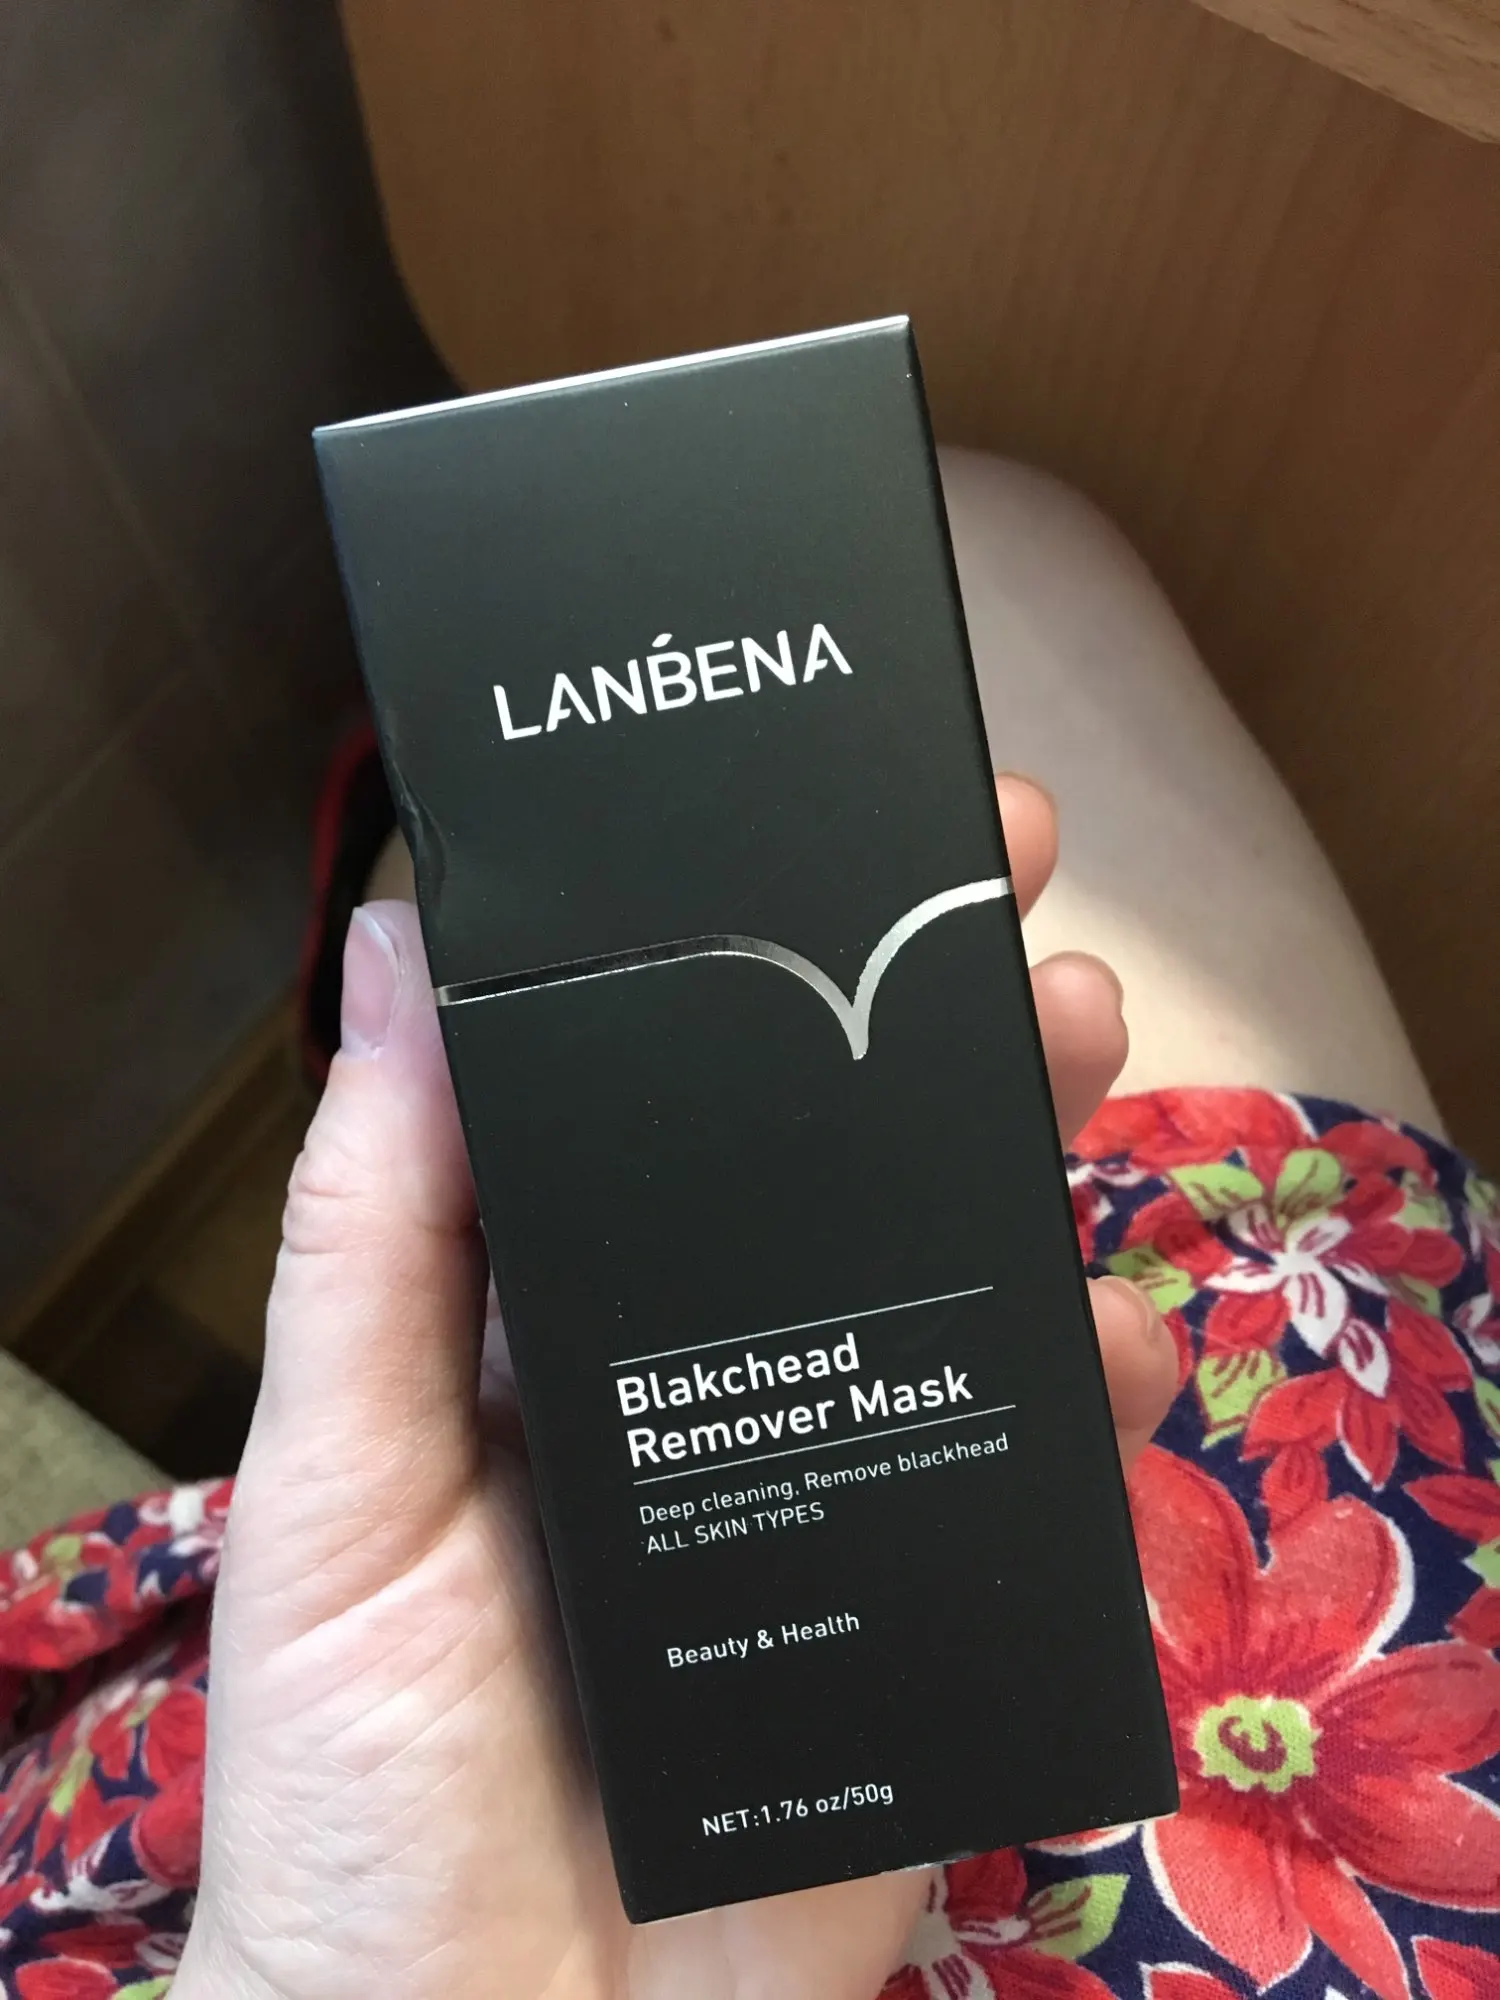 LANBENA
Blakchead
Remover Mask
Deep cleaning, Remove blackhead
ALL SKIN TYPES
Beauty & Health
NET:1.76 oz/50g